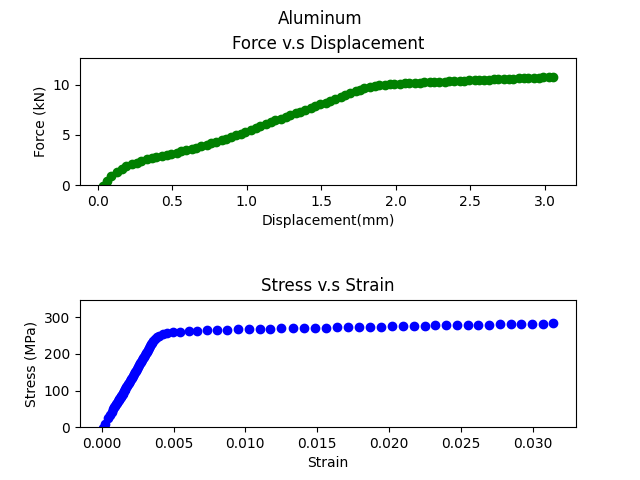 Aluminum
Force v.s Displacement
Force (kN)
10
5
0
0.0 0.5 1.0 1.5 2.0 2.5 3.0
Displacement(mm)
Stress v.s Strain
Stress (MPa)
300
200
100
0
0.000 0.005 0.010 0.015 0.020 0.025 0.030
Strain